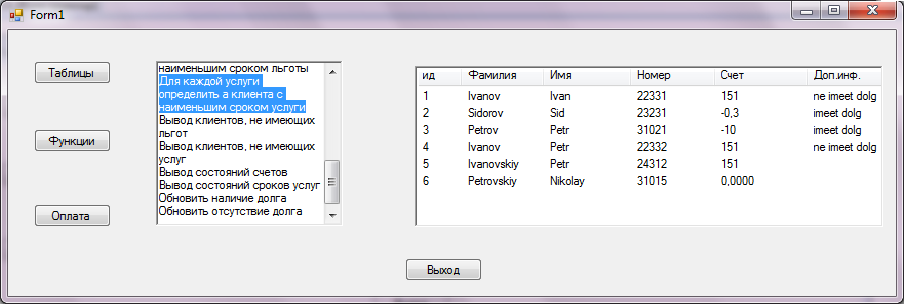 Form1
Таблицы
Функции
Оплата
наименьшим сроком льготы
Для каждой услуги
определить а клиента с
наименьшим сроком услуги
Вывод клиентов, не имеющих
льгот
Вывод клиентов, не имеющих
услуг
Вывод состояний счетов
Вывод состояний сроков услуг
Обновить наличие долга
Обновить отсутствие долга
ид Фамилия Имя Номер Счет Доп.инф.
1 Ivanov Ivan 22331 151 ne imeet dolg
2 Sidorov Sid 23231 -0,3 imeet dolg
3 Petrov Petr 31021 -10 imeet dolg
4 Ivanov Petr 22332 151 ne imeet dolg
5 Ivanovskiy Petr 24312 151
6 Petrovskiy Nikolay 31015 0,0000
Выход